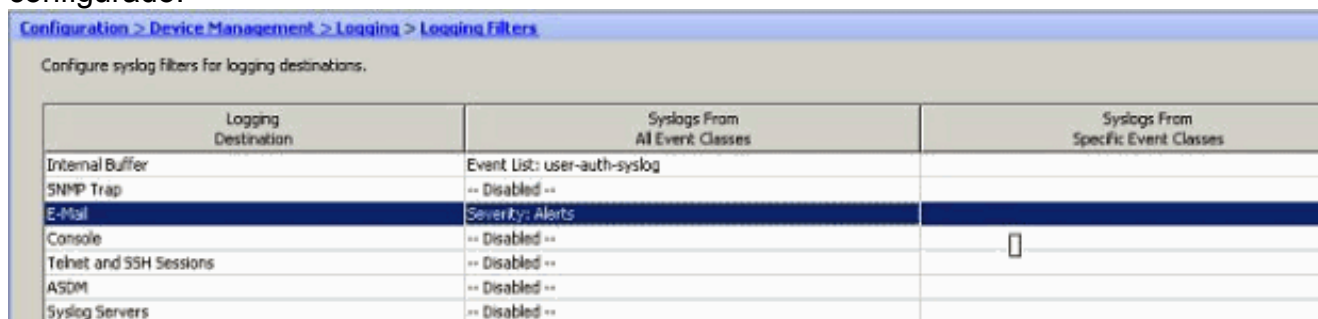 configurado.
Configuration > Device Management > Logging > Logging Filters
Configure syslog filters for logging destinations.
Logging Destination Syslogs From All Event Classes Syslogs From Specific Event Classes
Internal Buffer Event List: user-auth-syslog
SNMP Trap -- Disabled --
E-Mail Severity: Alerts
Console -- Disabled --
Telnet and SSH Sessions -- Disabled --
ASDM -- Disabled --
Syslog Servers -- Disabled --